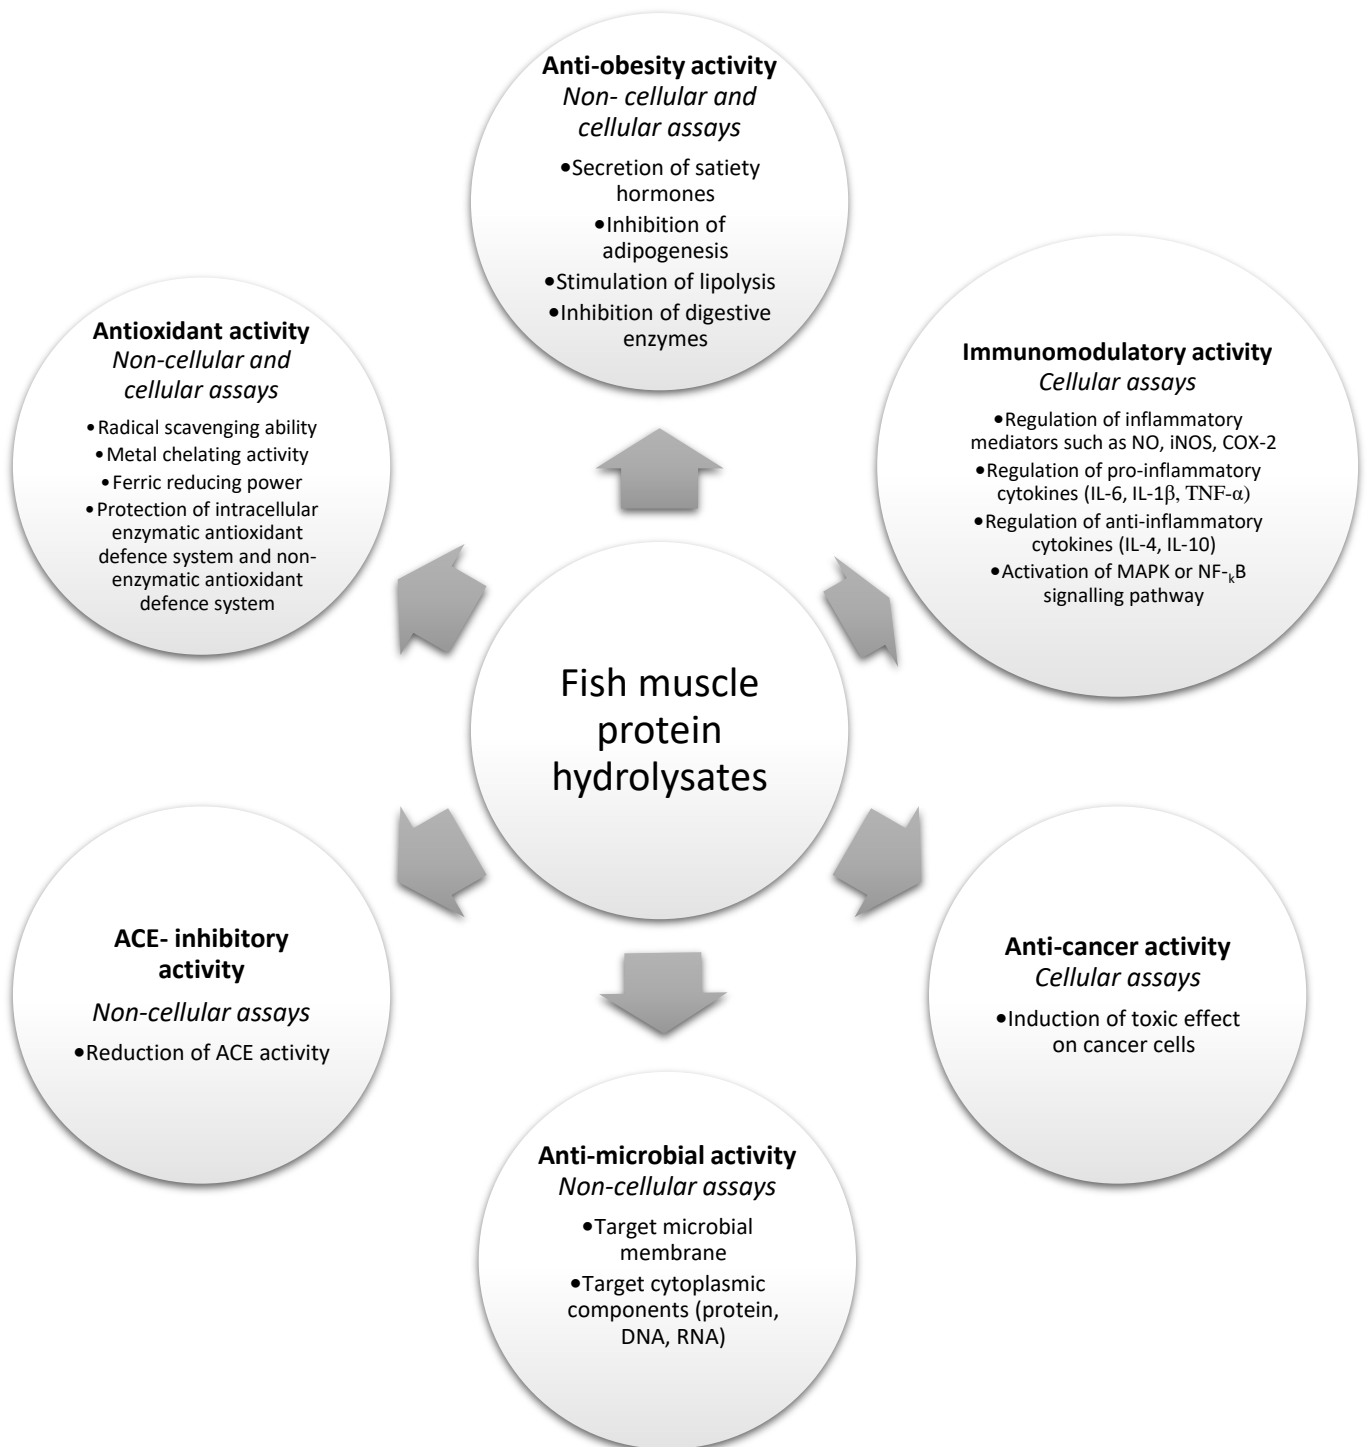 Anti-obesity activity
Non- cellular and
cellular assays
•Secretion of satiety
hormones
•Inhibition of
adipogenesis
•Stimulation of lipolysis
•Inhibition of digestive
enzymes
Antioxidant activity
Non-cellular and
cellular assays
• Radical scavenging ability
• Metal chelating activity
• Ferric reducing power
• Protection of intracellular
enzymatic antioxidant
defence system and non-
enzymatic antioxidant
defence system
Immunomodulatory activity
Cellular assays
•Regulation of inflammatory
mediators such as NO, iNOS, COX-2
•Regulation of pro-inflammatory
cytokines (IL-6, IL-1β, TNF-α)
•Regulation of anti-inflammatory
cytokines (IL-4, IL-10)
•Activation of MAPK or NF-ₖB
signalling pathway
Fish muscle
protein
hydrolysates
ACE- inhibitory
activity
Non-cellular assays
•Reduction of ACE activity
Anti-cancer activity
Cellular assays
•Induction of toxic effect
on cancer cells
Anti-microbial activity
Non-cellular assays
•Target microbial
membrane
•Target cytoplasmic
components (protein,
DNA, RNA)